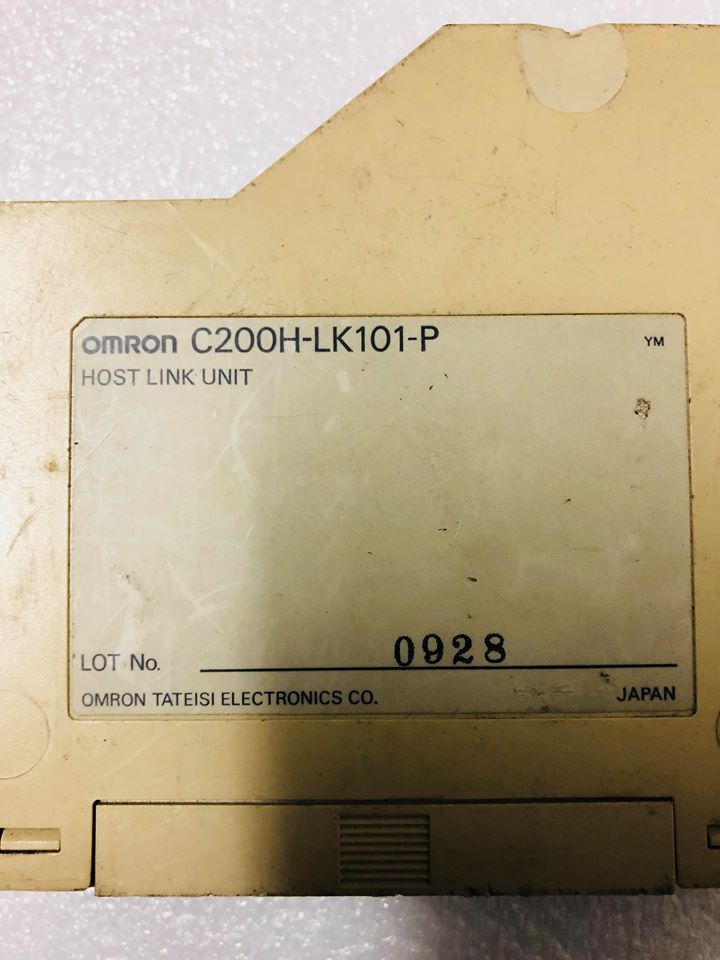 OMRON C200H-LK101-P YM
HOST LINK UNIT
LOT No. 0928
OMRON TATEISI ELECTRONICS CO. JAPAN